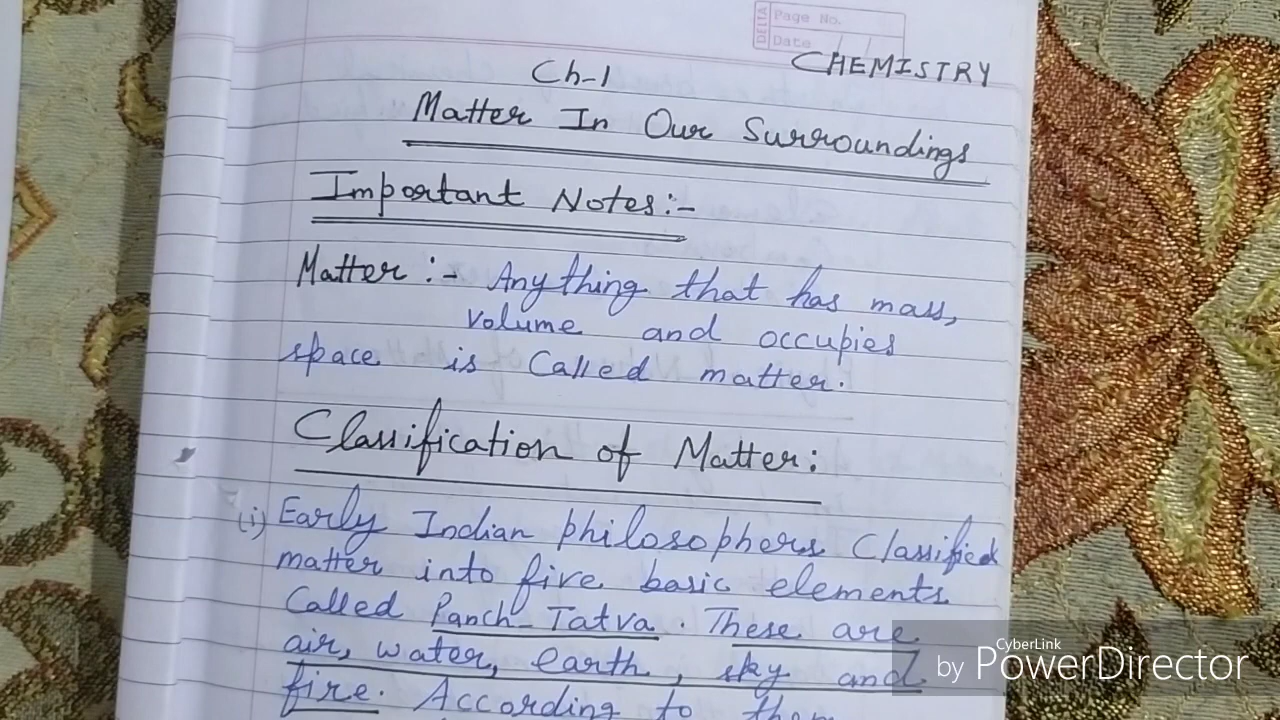 DELTA
Page No.
Date / /
CHEMISTRY
Ch-1
Matter In Our Surroundings
Important Notes:-
Matter :- Anything that has mass,
volume and occupies
space is Called matter.
Classification of Matter:
(i) Early Indian philosophers Classified
matter into five basic elements
Called Panch-Tatva. These are
air, water, earth, sky and
fire. According to them
CyberLink
by PowerDirector